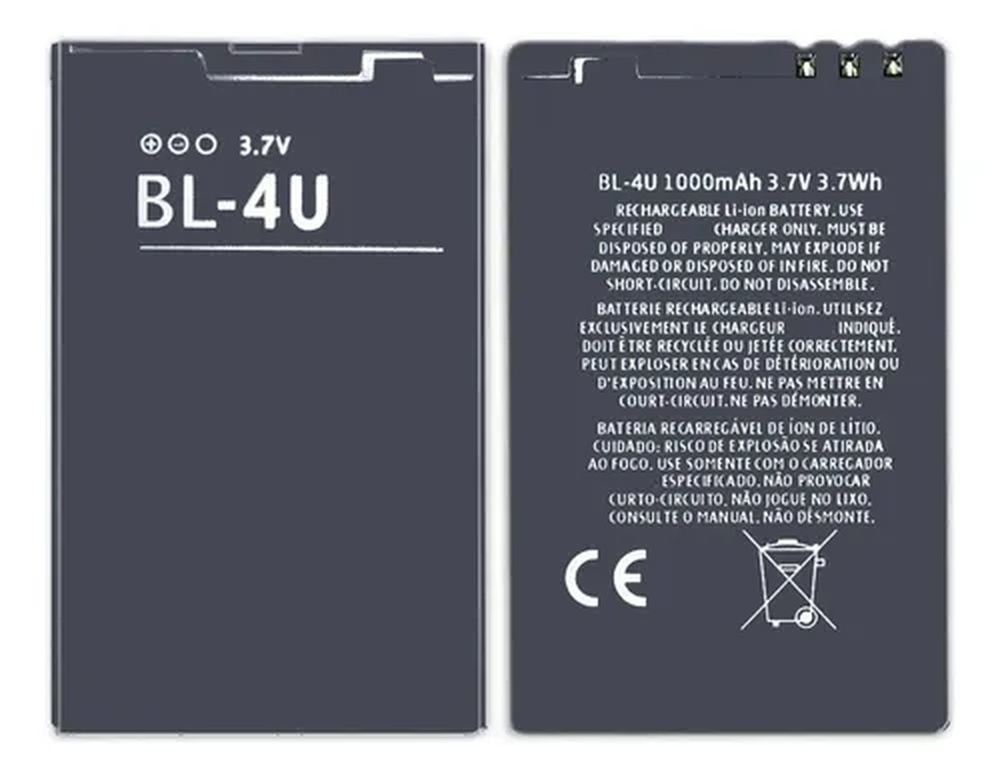 3.7V
BL-4U
BL-4U 1000mAh 3.7V 3.7Wh
RECHARGEABLE Li-ion BATTERY. USE
SPECIFIED CHARGER ONLY. MUST BE
DISPOSED OF PROPERLY, MAY EXPLODE IF
DAMAGED OR DISPOSED OF IN FIRE. DO NOT
SHORT-CIRCUIT. DO NOT DISASSEMBLE.
BATTERIE RECHARGEABLE Li-ion. UTILISEZ
EXCLUSIVEMENT LE CHARGEUR INDIQUÉ.
DOIT ÊTRE RECYCLÉE OU JETÉE CORRECTEMENT.
PEUT EXPLOSER EN CAS DE DÉTÉRIORATION OU
D'EXPOSITION AU FEU. NE PAS METTRE EN
COURT-CIRCUIT. NE PAS DÉMONTER.
BATERIA RECARREGÁVEL DE ÍON DE LÍTIO.
CUIDADO: RISCO DE EXPLOSÃO SE ATIRADA
AO FOGO. USE SOMENTE COM O CARREGADOR
ESPECIFICADO. NÃO PROVOCAR
CURTO-CIRCUITO, NÃO JOGUE NO LIXO.
CONSULTE O MANUAL. NÃO DESMONTE.
CE